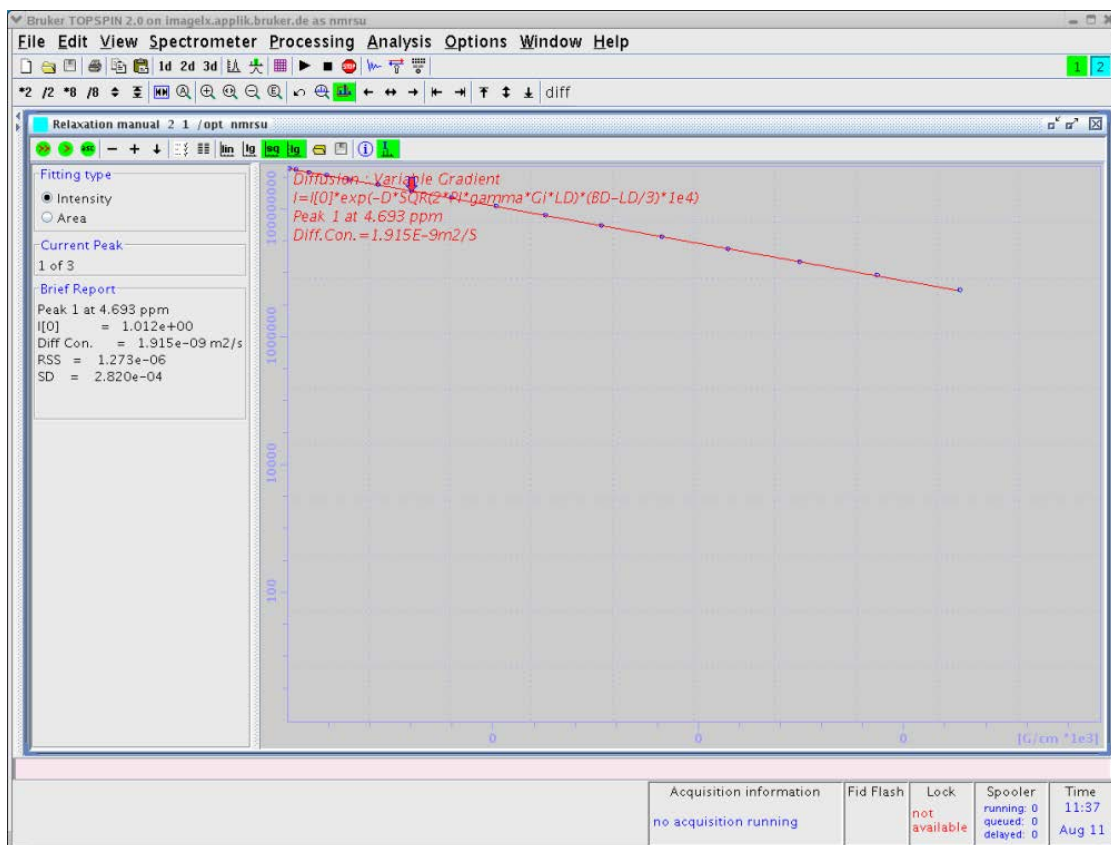 Bruker TOPSPIN 2.0 on imagelx.applik.bruker.de as nmrsu
File Edit View Spectrometer Processing Analysis Options Window Help
1d 2d 3d
1 2
*2 /2 *8 /8 diff
Relaxation manual 2 1 /opt nmrsu
esc lin lg sq lg
Fitting type
Intensity
Area
Current Peak
1 of 3
Brief Report
Peak 1 at 4.693 ppm
I[0] = 1.012e+00
Diff Con. = 1.915e-09 m2/s
RSS = 1.273e-06
SD = 2.820e-04
Diffusion : Variable Gradient
I=I[0]*exp(-D*SQR(2*PI*gamma*Gi*LD)*(BD-LD/3)*1e4)
Peak 1 at 4.693 ppm
Diff.Con.=1.915E-9m2/S
100000000
1000000
10000
100
0 0 0 [G/cm *1e3]
Acquisition information
no acquisition running
Fid Flash
Lock
not
available
Spooler
running: 0
queued: 0
delayed: 0
Time
11:37
Aug 11